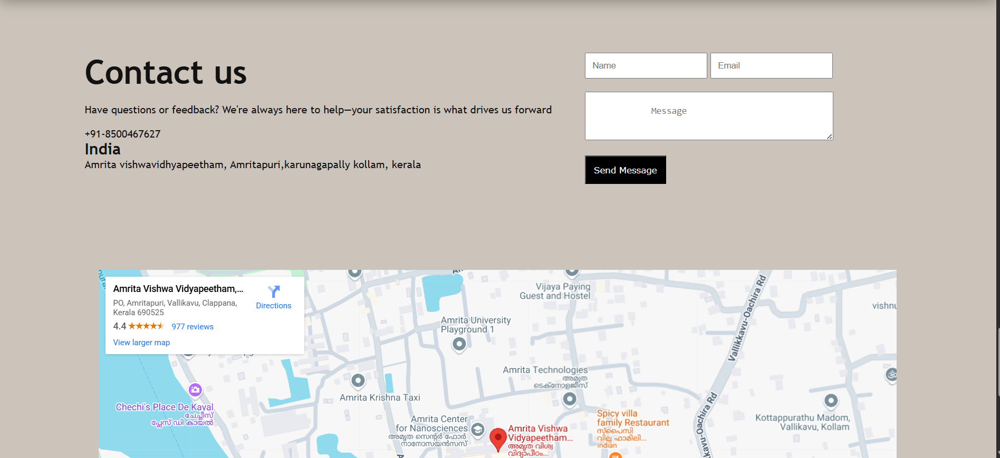 Contact us
Have questions or feedback? We're always here to help—your satisfaction is what drives us forward
+91-8500467627
India
Amrita vishwavidhyapeetham, Amritapuri,karunagapally kollam, kerala
Name
Email
Message
Send Message
Amrita Vishwa Vidyapeetham,...
PO, Amritapuri, Vallikavu, Clappana,
Kerala 690525
4.4
977 reviews
View larger map
Directions
Vijaya Paying
Guest and Hostel
Vallikavu-Oachira Rd
vishnu
Amrita University
Playground 1
Amrita Technologies
അമൃത
ടെക്നോളജീസ്
Amrita Krishna Taxi
Chechi's Place De Kayal
ചേച്ചീസ്
പ്ലേസ് ഡി കായൽ
Amrita Center
for Nanosciences
അമൃത സെന്റർ ഫോർ
നാനോസയൻസസ്
Amrita Vishwa
Vidyapeetham...
അമൃത വിശ്വ
വിദ്യാപീഠം...
Spicy villa
family Restaurant
സ്പൈസി
വില്ല ഫാമിലി...
Indian
Kottappurathu Madom,
Vallikavu, Kollam
kavu-Oachira Rd